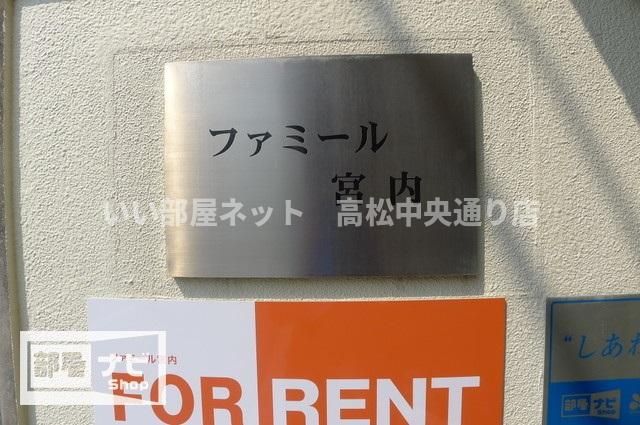 ファミール
宮内
いい部屋ネット 高松中央通り店
ファミール宮内
FOR RENT
部屋ナビ
Shop
"しあわ
部屋ナビ
Shop